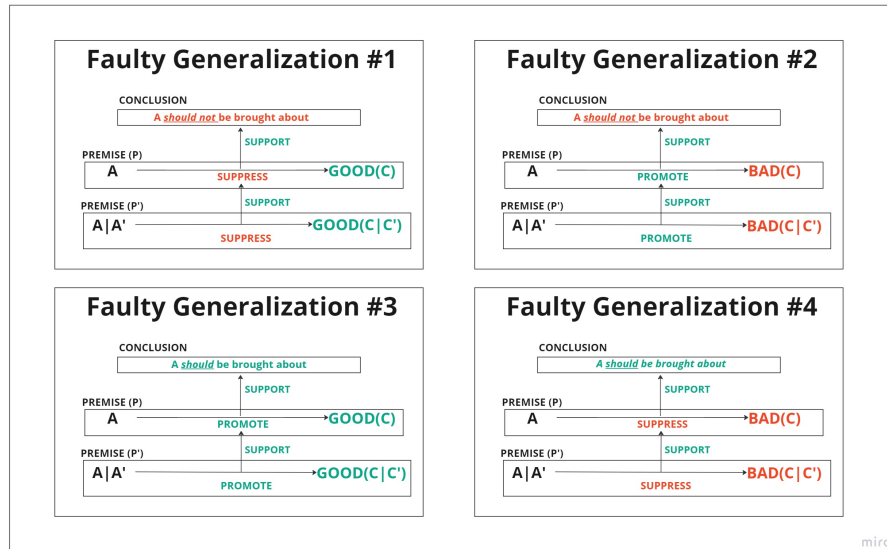 Faulty Generalization #1
CONCLUSION
A should not be brought about
SUPPORT
PREMISE (P)
A
SUPPRESS
GOOD(C)
SUPPORT
PREMISE (P')
A|A'
SUPPRESS
GOOD(C|C')
Faulty Generalization #2
CONCLUSION
A should not be brought about
SUPPORT
PREMISE (P)
A
PROMOTE
BAD(C)
SUPPORT
PREMISE (P')
A|A'
PROMOTE
BAD(C|C')
Faulty Generalization #3
CONCLUSION
A should be brought about
SUPPORT
PREMISE (P)
A
PROMOTE
GOOD(C)
SUPPORT
PREMISE (P')
A|A'
PROMOTE
GOOD(C|C')
Faulty Generalization #4
CONCLUSION
A should be brought about
SUPPORT
PREMISE (P)
A
SUPPRESS
BAD(C)
SUPPORT
PREMISE (P')
A|A'
SUPPRESS
BAD(C|C')